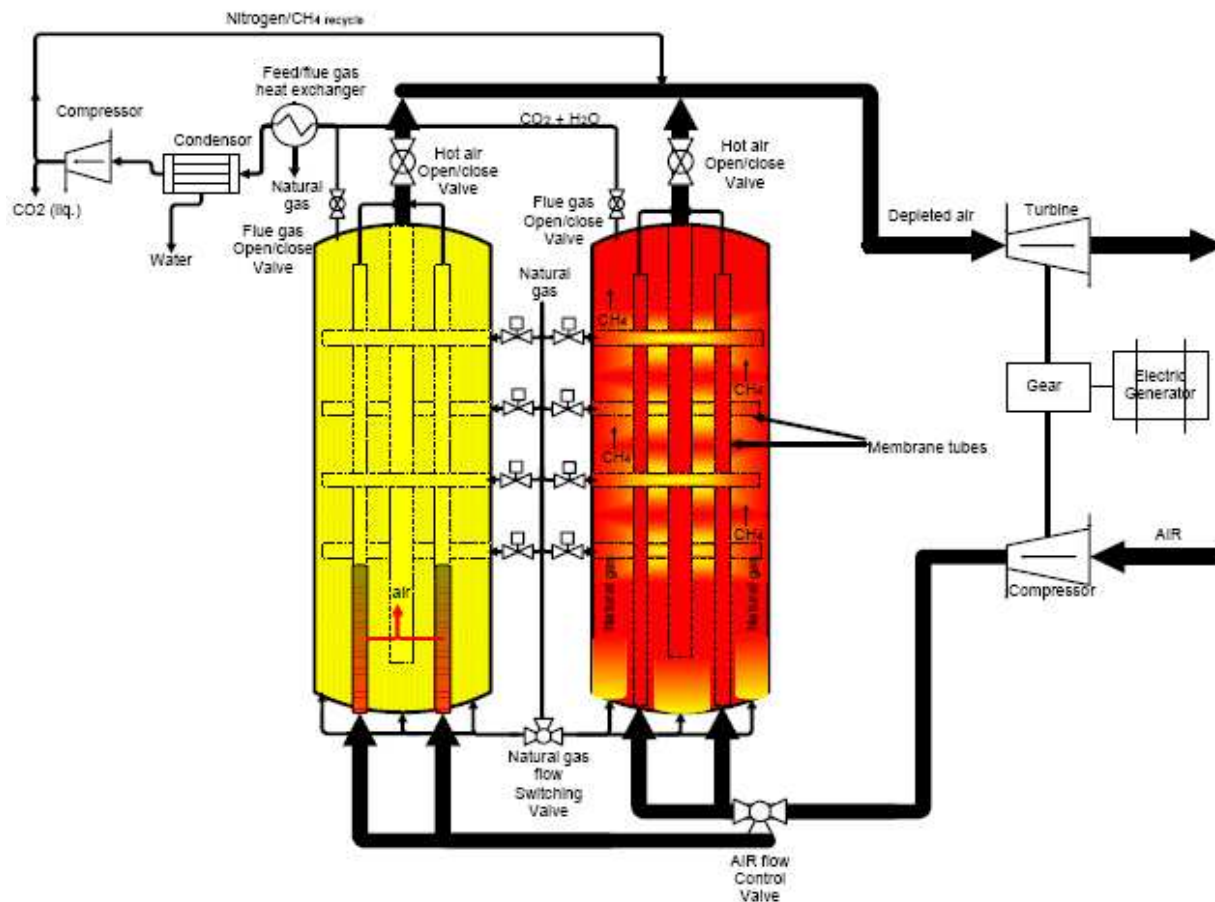 Nitrogen/CH4 recycle
Feed/flue gas
heat exchanger
Compressor
Condensor
CO2 + H2O
Hot air
Open/close
Valve
Hot air
Open/close
Valve
Natural
gas
CO2 (liq.)
Water
Flue gas
Open/close
Valve
Flue gas
Open/close
Valve
Depleted air
Turbine
Natural
gas
CH4
CH4
CH4
CH4
Gear
Electric
Generator
Membrane tubes
air
Natural gas
Natural gas
AIR
Compressor
Natural gas
flow
Switching
Valve
AIR flow
Control
Valve